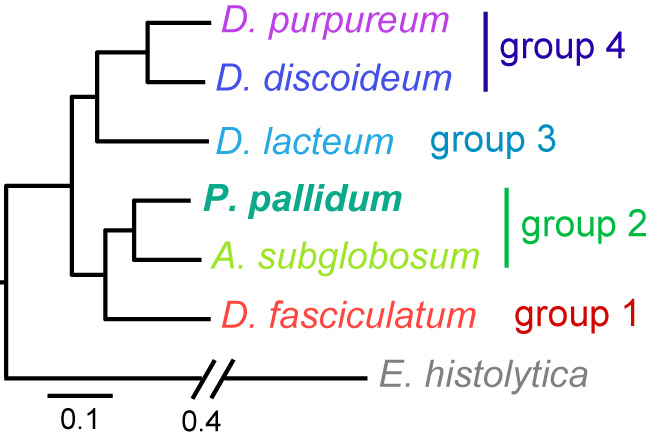 D. purpureum
D. discoideum
group 4
D. lacteum
group 3
P. pallidum
A. subglobosum
group 2
D. fasciculatum
group 1
E. histolytica
0.1
0.4